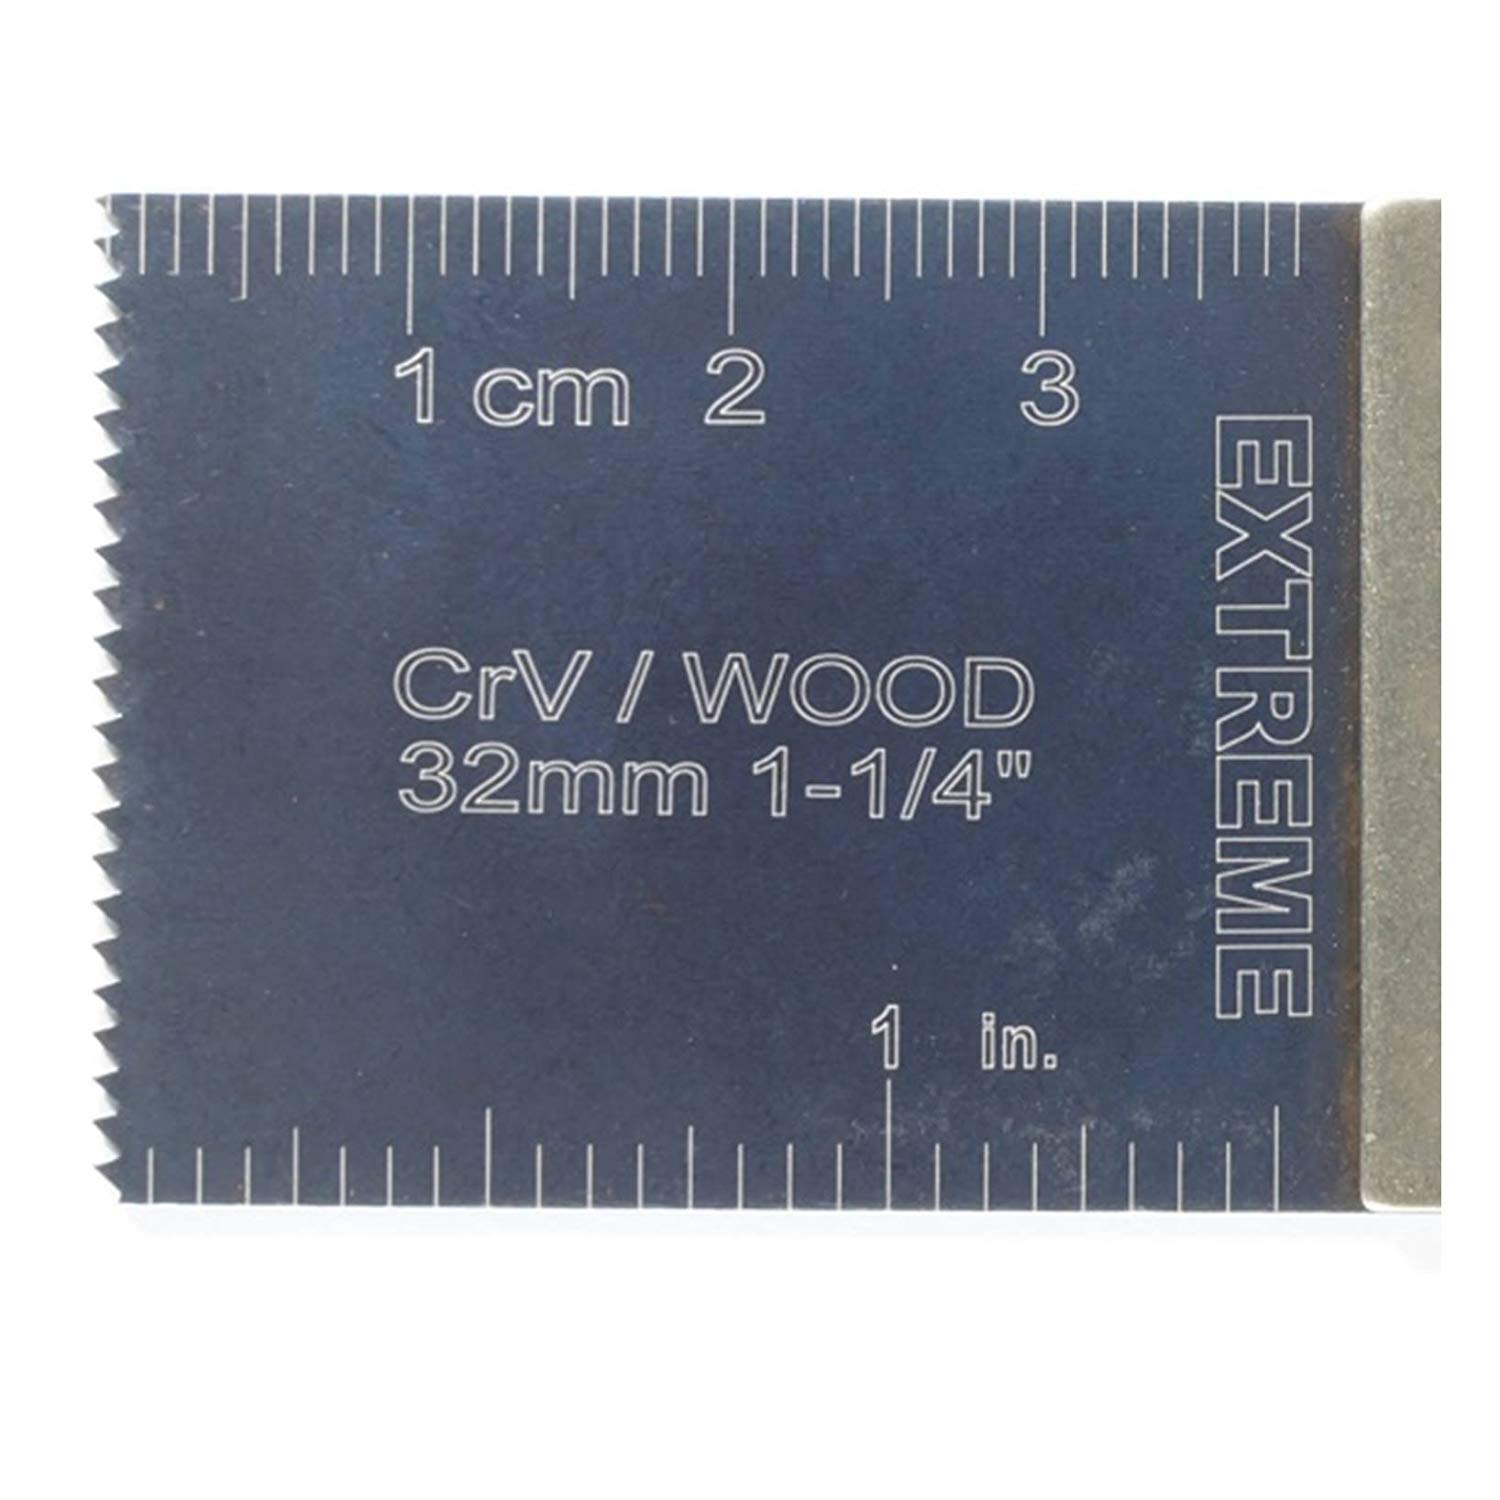 1 cm 2 3
EXTREME
CrV / WOOD
32mm 1-1/4"
1 in.